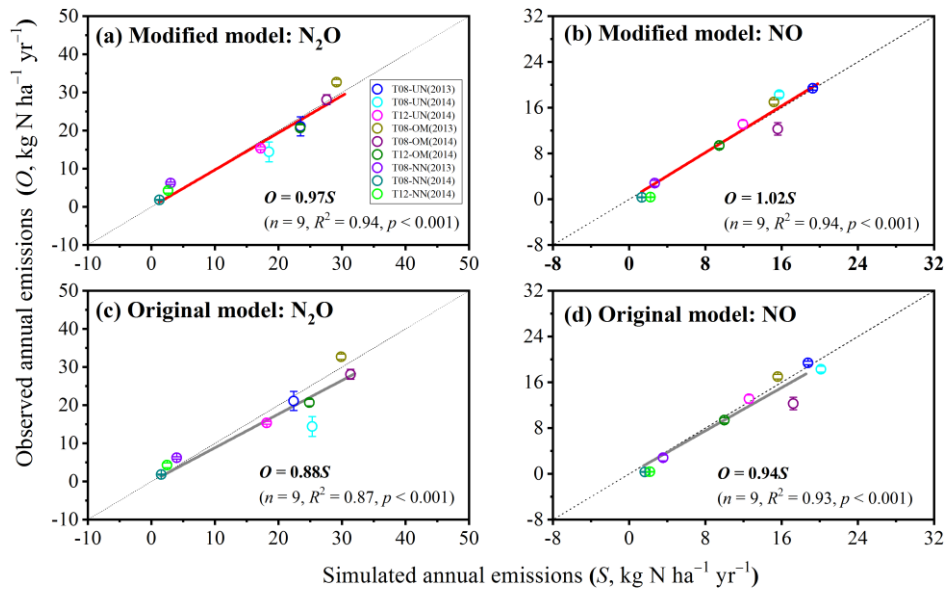 (a) Modified model: N₂O
50
40
30
20
10
0
-10
-10
0
10
20
30
40
50
T08-UN(2013)
T08-UN(2014)
T12-UN(2014)
T08-OM(2013)
T08-OM(2014)
T12-OM(2014)
T08-NN(2013)
T08-NN(2014)
T12-NN(2014)
O = 0.97S
(n = 9, R² = 0.94, p < 0.001)
(b) Modified model: NO
32
24
16
8
0
-8
-8
0
8
16
24
32
O = 1.02S
(n = 9, R² = 0.94, p < 0.001)
(c) Original model: N₂O
50
40
30
20
10
0
-10
-10
0
10
20
30
40
50
O = 0.88S
(n = 9, R² = 0.87, p < 0.001)
(d) Original model: NO
32
24
16
8
0
-8
-8
0
8
16
24
32
O = 0.94S
(n = 9, R² = 0.93, p < 0.001)
Observed annual emissions (O, kg N ha⁻¹ yr⁻¹)
Simulated annual emissions (S, kg N ha⁻¹ yr⁻¹)